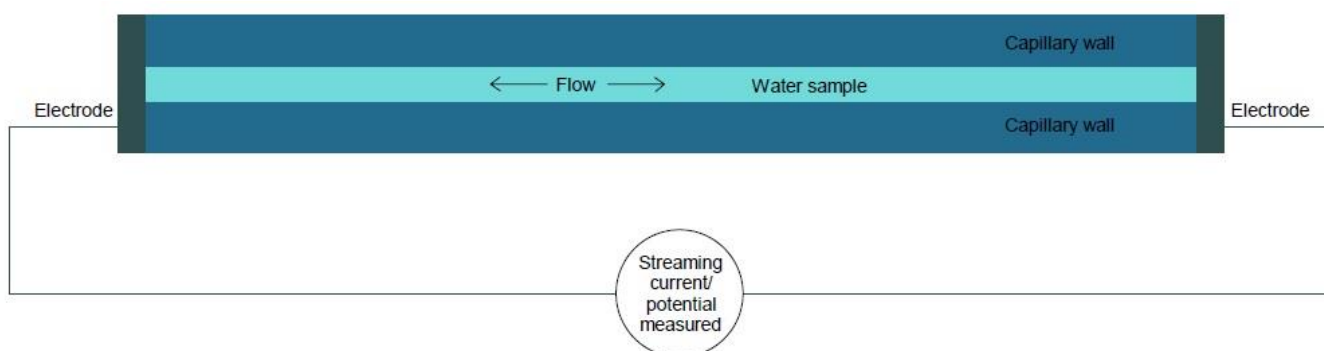 Capillary wall
Flow
Water sample
Electrode
Electrode
Capillary wall
Streaming
current/
potential
measured